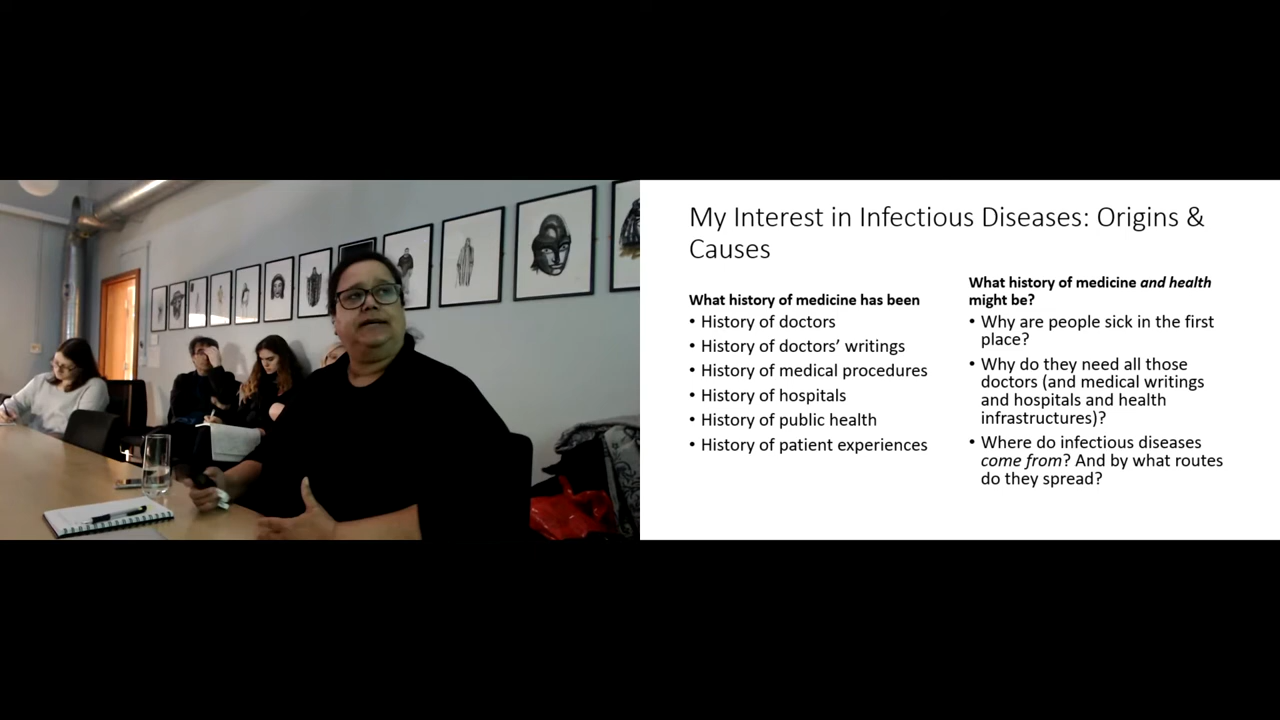 My Interest in Infectious Diseases: Origins &
Causes
What history of medicine has been
• History of doctors
• History of doctors’ writings
• History of medical procedures
• History of hospitals
• History of public health
• History of patient experiences
What history of medicine and health
might be?
• Why are people sick in the first
place?
• Why do they need all those
doctors (and medical writings
and hospitals and health
infrastructures)?
• Where do infectious diseases
come from? And by what routes
do they spread?